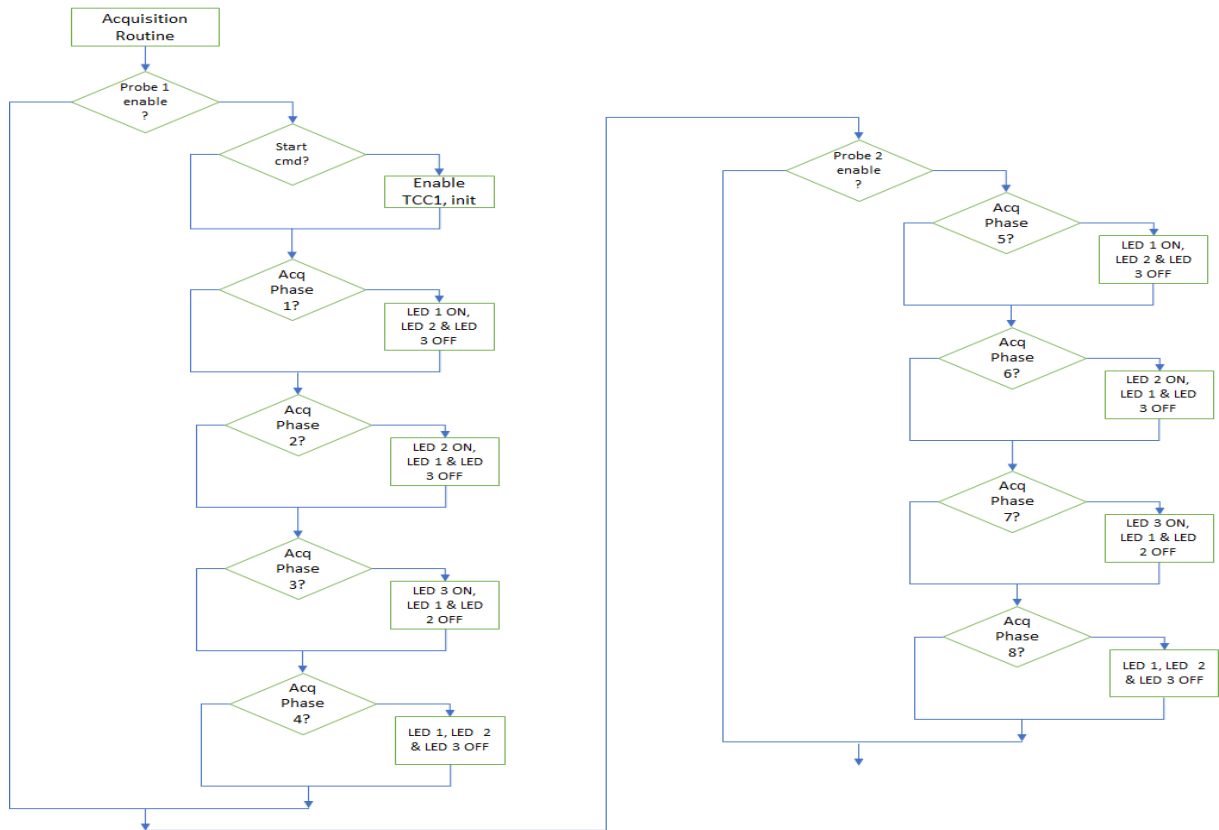 Acquisition
Routine
Probe 1
enable
?
Start
cmd?
Enable
TCC1, init
Acq
Phase
1?
LED 1 ON,
LED 2 & LED
3 OFF
Acq
Phase
2?
LED 2 ON,
LED 1 & LED
3 OFF
Acq
Phase
3?
LED 3 ON,
LED 1 & LED
2 OFF
Acq
Phase
4?
LED 1, LED 2
& LED 3 OFF
Probe 2
enable
?
Acq
Phase
5?
LED 1 ON,
LED 2 & LED
3 OFF
Acq
Phase
6?
LED 2 ON,
LED 1 & LED
3 OFF
Acq
Phase
7?
LED 3 ON,
LED 1 & LED
2 OFF
Acq
Phase
8?
LED 1, LED 2
& LED 3 OFF